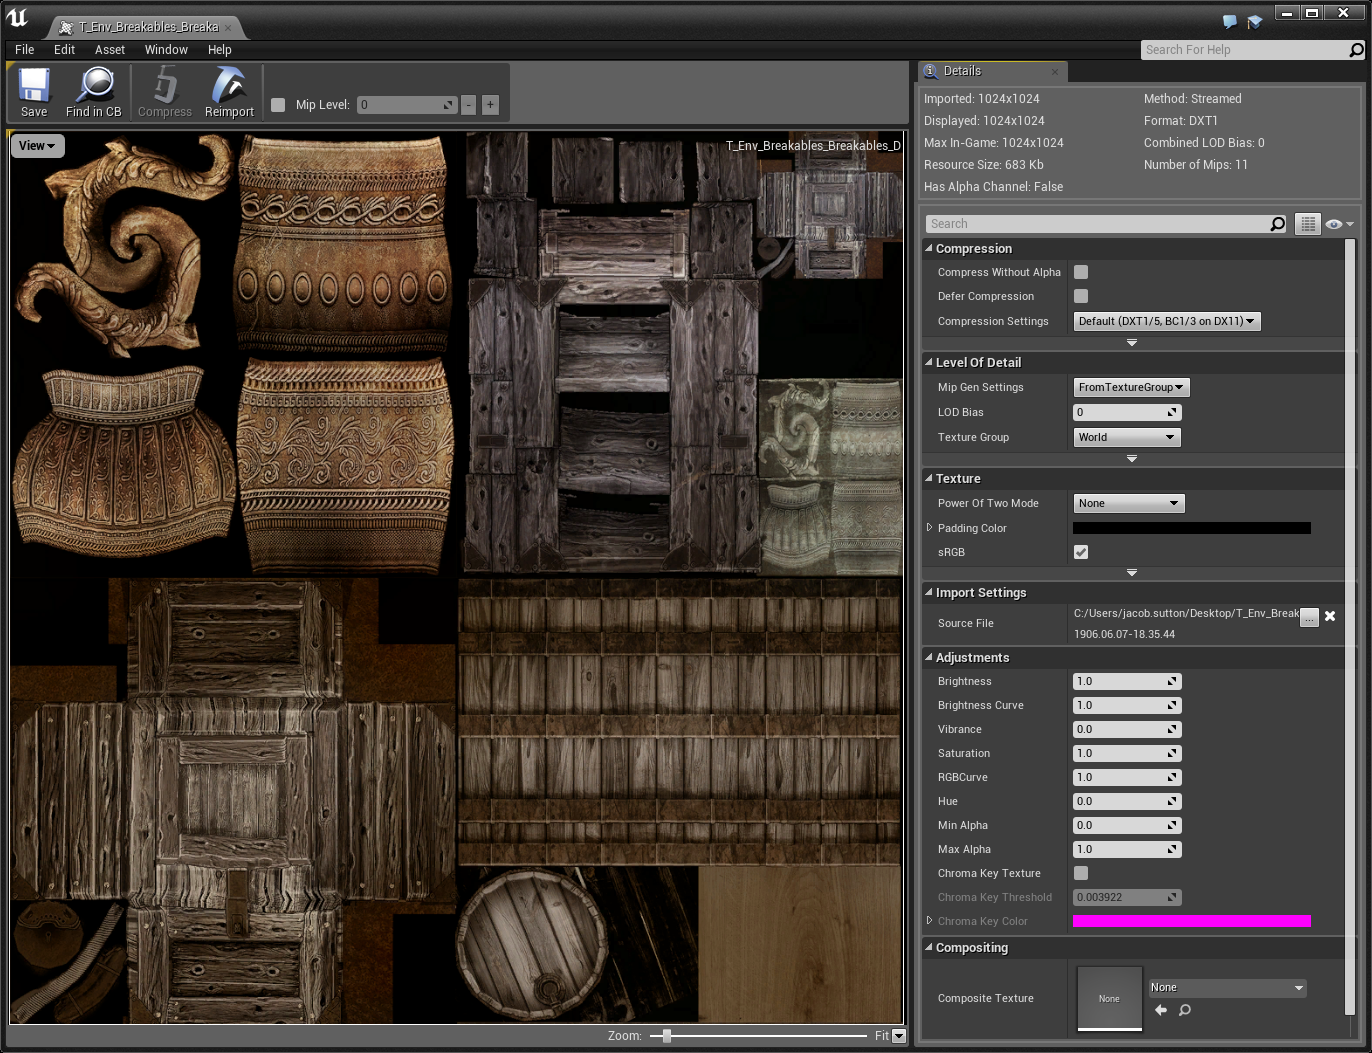 T_Env_Breakables_Breaka
File Edit Asset Window Help
Search For Help
Save Find in CB Compress Reimport Mip Level: 0 - +
View
T_Env_Breakables_Breakables_D
Zoom: Fit
Details
Imported: 1024x1024 Method: Streamed
Displayed: 1024x1024 Format: DXT1
Max In-Game: 1024x1024 Combined LOD Bias: 0
Resource Size: 683 Kb Number of Mips: 11
Has Alpha Channel: False
Search
Compression
Compress Without Alpha
Defer Compression
Compression Settings Default (DXT1/5, BC1/3 on DX11)
Level Of Detail
Mip Gen Settings FromTextureGroup
LOD Bias 0
Texture Group World
Texture
Power Of Two Mode None
Padding Color
sRGB
Import Settings
Source File C:/Users/jacob.sutton/Desktop/T_Env_Break ...
1906.06.07-18.35.44
Adjustments
Brightness 1.0
Brightness Curve 1.0
Vibrance 0.0
Saturation 1.0
RGBCurve 1.0
Hue 0.0
Min Alpha 0.0
Max Alpha 1.0
Chroma Key Texture
Chroma Key Threshold 0.003922
Chroma Key Color
Compositing
Composite Texture None None